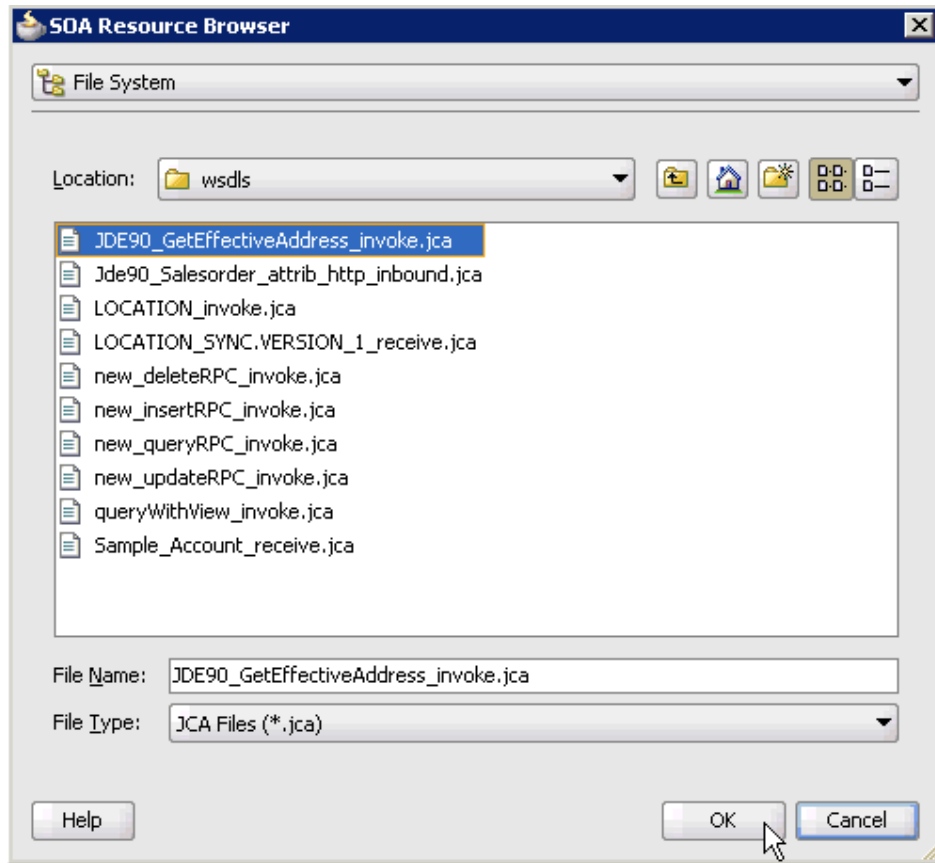 SOA Resource Browser
File System
Location: wsdls
JDE90_GetEffectiveAddress_invoke.jca
Jde90_Salesorder_attrib_http_inbound.jca
LOCATION_invoke.jca
LOCATION_SYNC.VERSION_1_receive.jca
new_deleteRPC_invoke.jca
new_insertRPC_invoke.jca
new_queryRPC_invoke.jca
new_updateRPC_invoke.jca
queryWithView_invoke.jca
Sample_Account_receive.jca
File Name: JDE90_GetEffectiveAddress_invoke.jca
File Type: JCA Files (*.jca)
Help OK Cancel